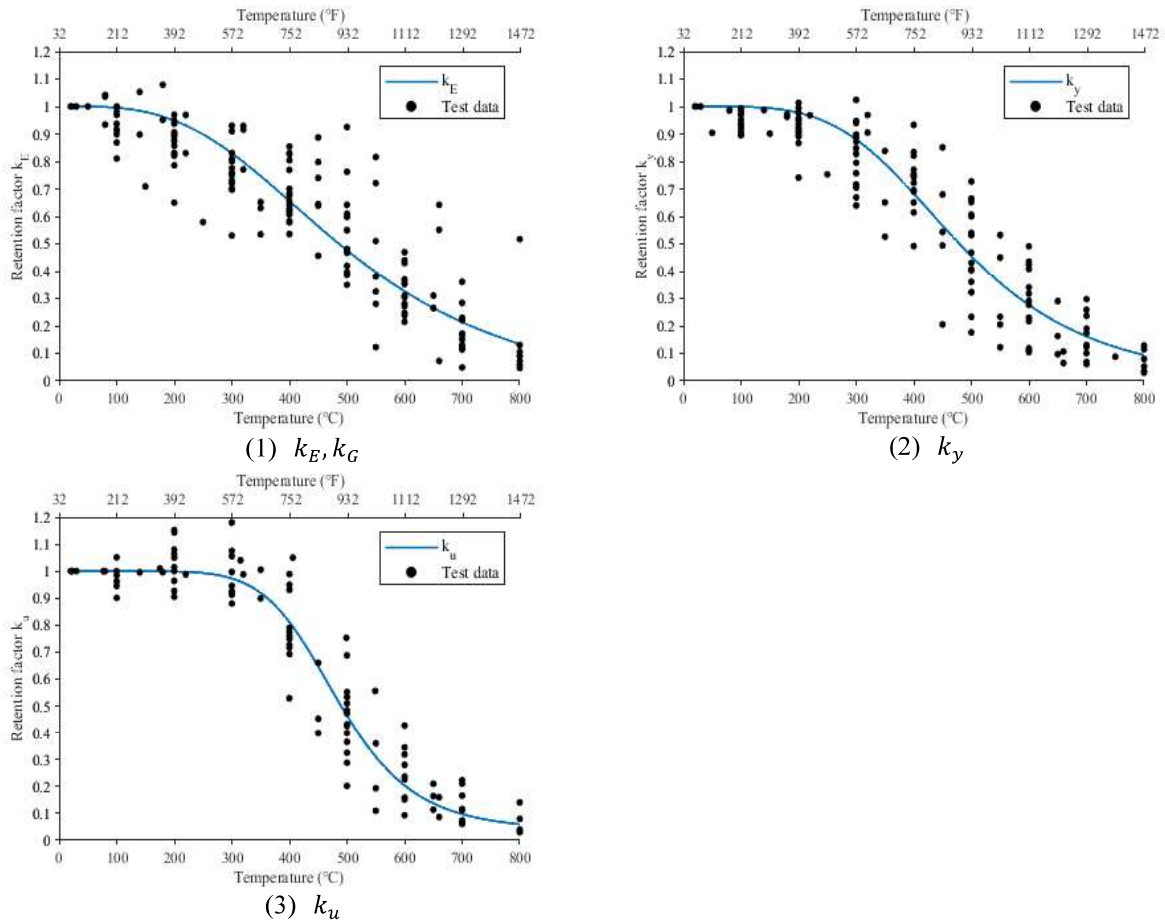 Temperature (°F)
32 212 392 572 752 932 1112 1292 1472
1.2
1.1
1
0.9
0.8
0.7
0.6
0.5
0.4
0.3
0.2
0.1
0
Retention factor k_E
k_E
Test data
0 100 200 300 400 500 600 700 800
Temperature (°C)
(1) k_E, k_G
Temperature (°F)
32 212 392 572 752 932 1112 1292 1472
1.2
1.1
1
0.9
0.8
0.7
0.6
0.5
0.4
0.3
0.2
0.1
0
Retention factor k_y
k_y
Test data
0 100 200 300 400 500 600 700 800
Temperature (°C)
(2) k_y
Temperature (°F)
32 212 392 572 752 932 1112 1292 1472
1.2
1.1
1
0.9
0.8
0.7
0.6
0.5
0.4
0.3
0.2
0.1
0
Retention factor k_u
k_u
Test data
0 100 200 300 400 500 600 700 800
Temperature (°C)
(3) k_u